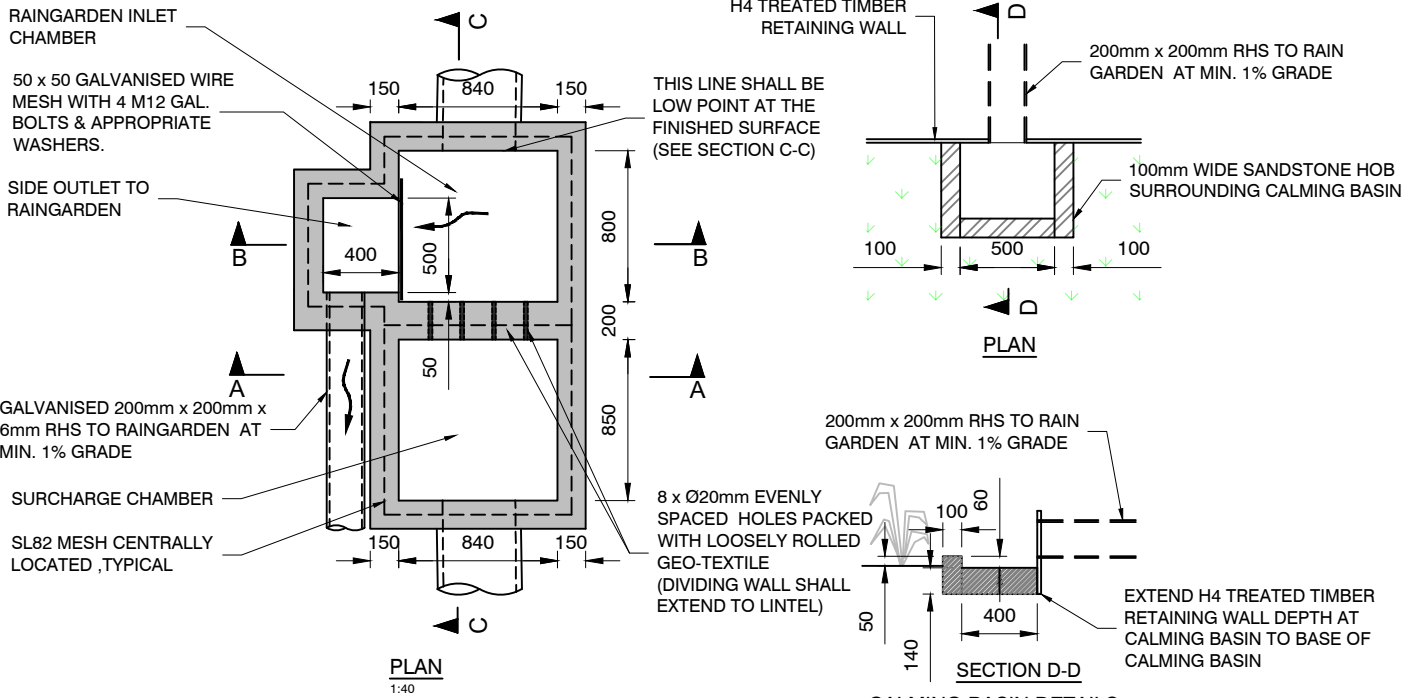 RAINGARDEN INLET
CHAMBER
50 x 50 GALVANISED WIRE
MESH WITH 4 M12 GAL.
BOLTS & APPROPRIATE
WASHERS.
SIDE OUTLET TO
RAINGARDEN
GALVANISED 200mm x 200mm x
6mm RHS TO RAINGARDEN AT
MIN. 1% GRADE
SURCHARGE CHAMBER
SL82 MESH CENTRALLY
LOCATED ,TYPICAL
C
150
840
150
THIS LINE SHALL BE
LOW POINT AT THE
FINISHED SURFACE
(SEE SECTION C-C)
B
400
500
800
B
200
A
50
A
850
8 x Ø20mm EVENLY
SPACED HOLES PACKED
WITH LOOSELY ROLLED
GEO-TEXTILE
(DIVIDING WALL SHALL
EXTEND TO LINTEL)
150
840
150
C
PLAN
1:40
H4 TREATED TIMBER
RETAINING WALL
D
200mm x 200mm RHS TO RAIN
GARDEN AT MIN. 1% GRADE
100mm WIDE SANDSTONE HOB
SURROUNDING CALMING BASIN
100
500
100
D
PLAN
200mm x 200mm RHS TO RAIN
GARDEN AT MIN. 1% GRADE
100
60
50
140
400
EXTEND H4 TREATED TIMBER
RETAINING WALL DEPTH AT
CALMING BASIN TO BASE OF
CALMING BASIN
SECTION D-D
CALMING BASIN DETAILS